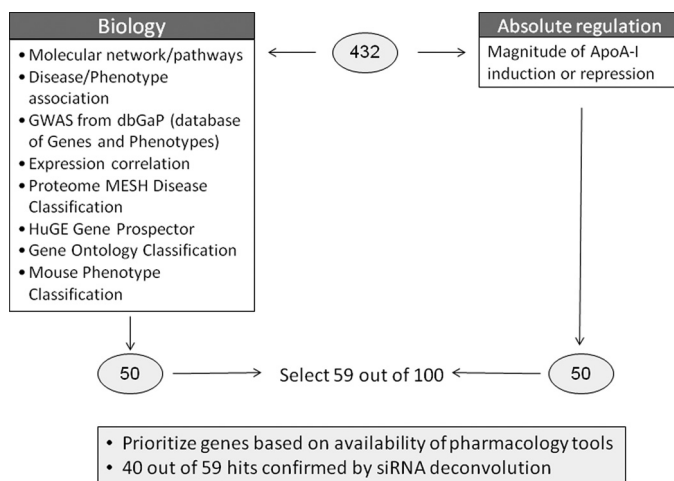 Biology
• Molecular network/pathways
• Disease/Phenotype
association
• GWAS from dbGaP (database
of Genes and Phenotypes)
• Expression correlation
• Proteome MESH Disease
Classification
• HuGE Gene Prospector
• Gene Ontology Classification
• Mouse Phenotype
Classification
432
Absolute regulation
Magnitude of ApoA-I
induction or repression
50
Select 59 out of 100
50
• Prioritize genes based on availability of pharmacology tools
• 40 out of 59 hits confirmed by siRNA deconvolution